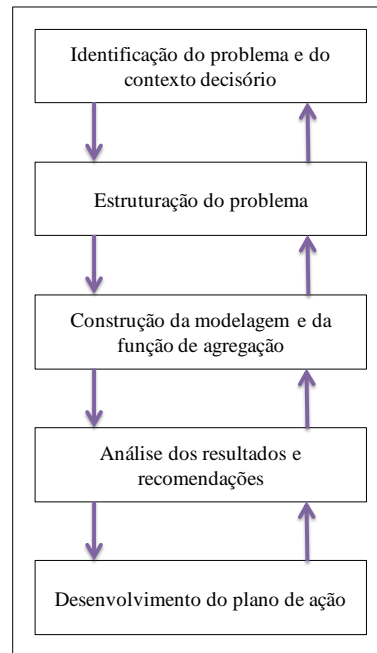 Identificação do problema e do
contexto decisório
Estruturação do problema
Construção da modelagem e da
função de agregação
Análise dos resultados e
recomendações
Desenvolvimento do plano de ação